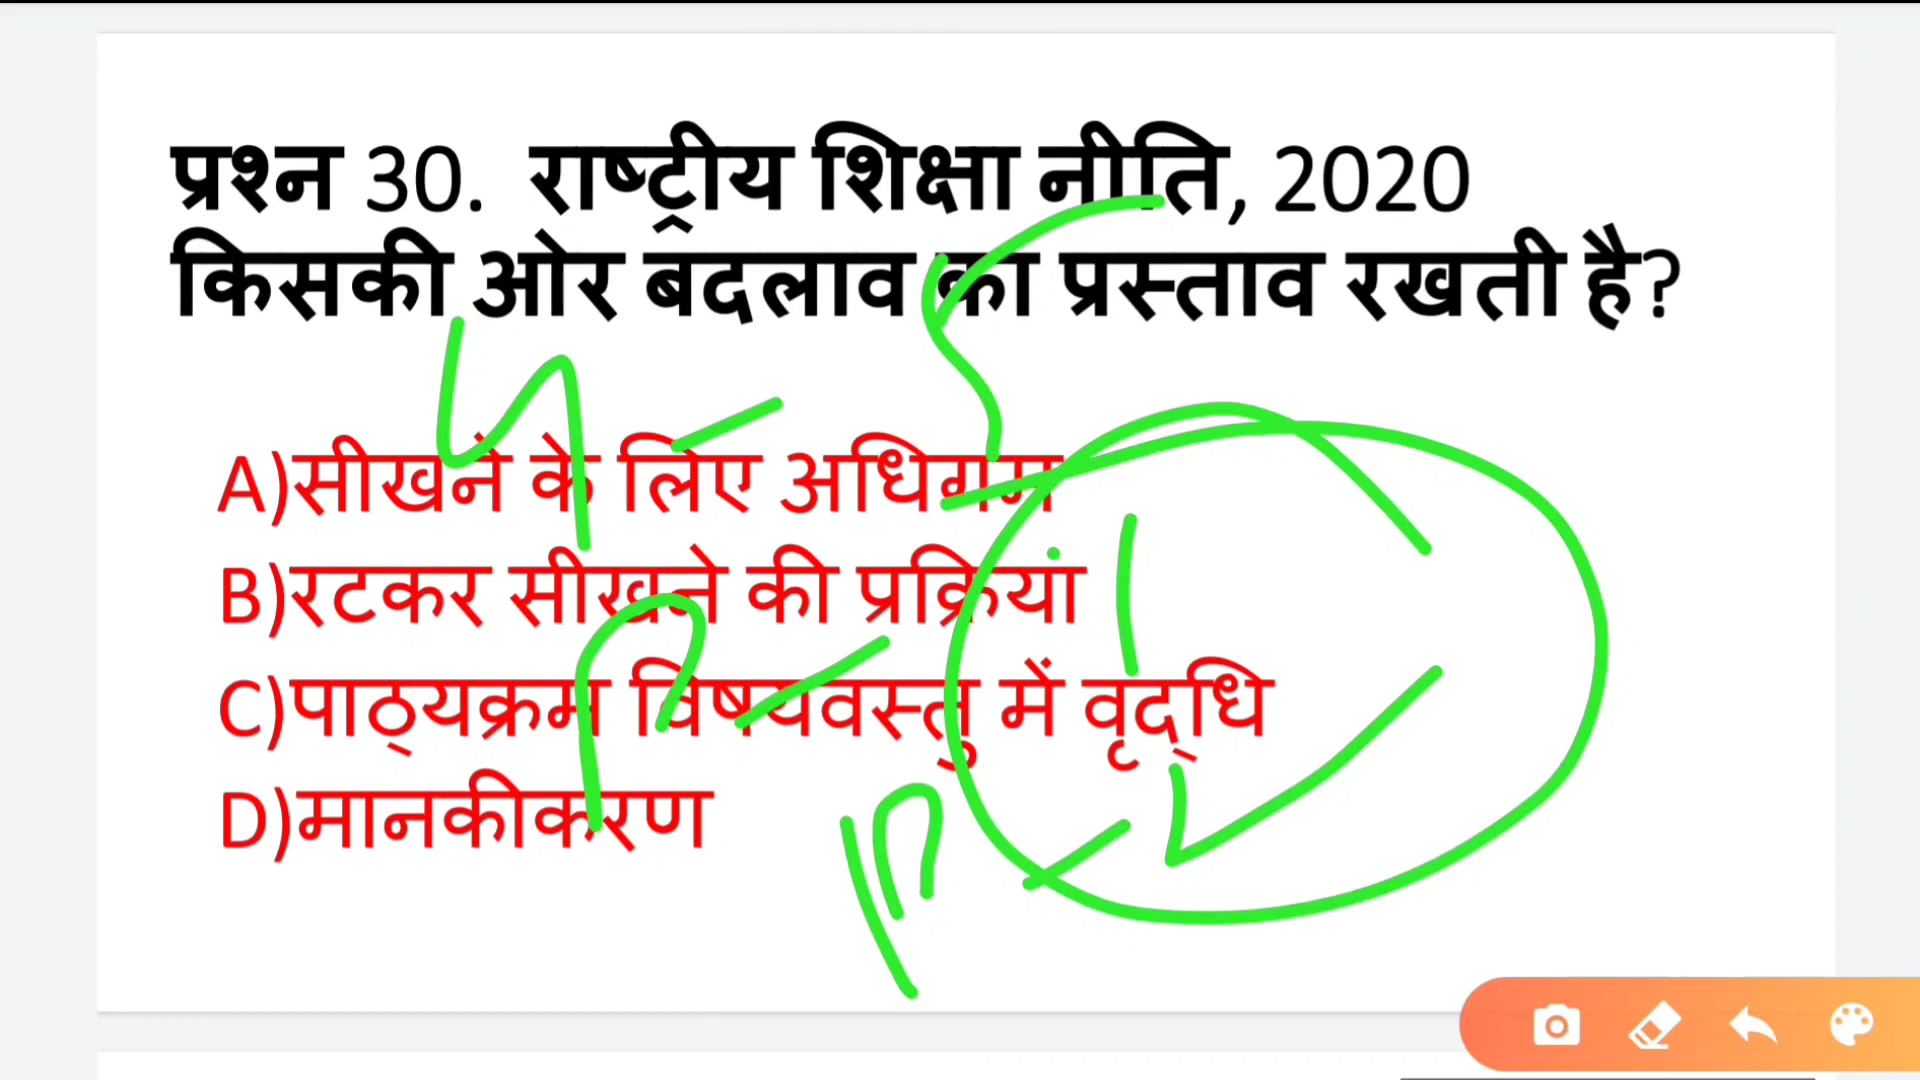 प्रश्न 30. राष्ट्रीय शिक्षा नीति, 2020
किसकी ओर बदलाव का प्रस्ताव रखती है?
A)सीखने के लिए अधिगम
B)रटकर सीखने की प्रक्रिया
C)पाठ्यक्रम विषयवस्तु में वृद्धि
D)मानकीकरण